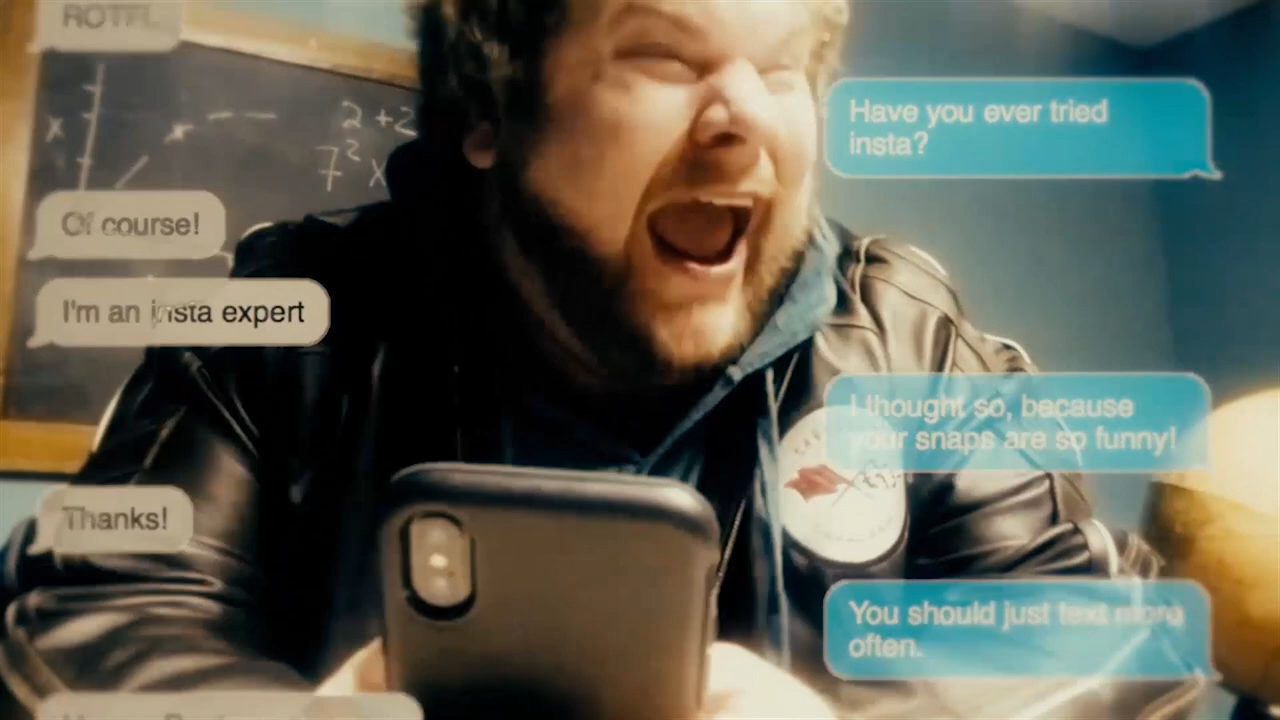 ROTFL
2+2
7²x
x
Have you ever tried
insta?
Of course!
I'm an insta expert
I thought so, because
your snaps are so funny!
Thanks!
You should just text more
often.